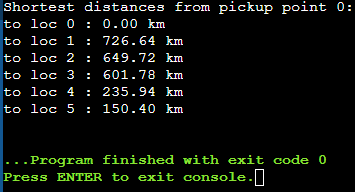 Shortest distances from pickup point 0:
to loc 0 : 0.00 km
to loc 1 : 726.64 km
to loc 2 : 649.72 km
to loc 3 : 601.78 km
to loc 4 : 235.94 km
to loc 5 : 150.40 km
...Program finished with exit code 0
Press ENTER to exit console.